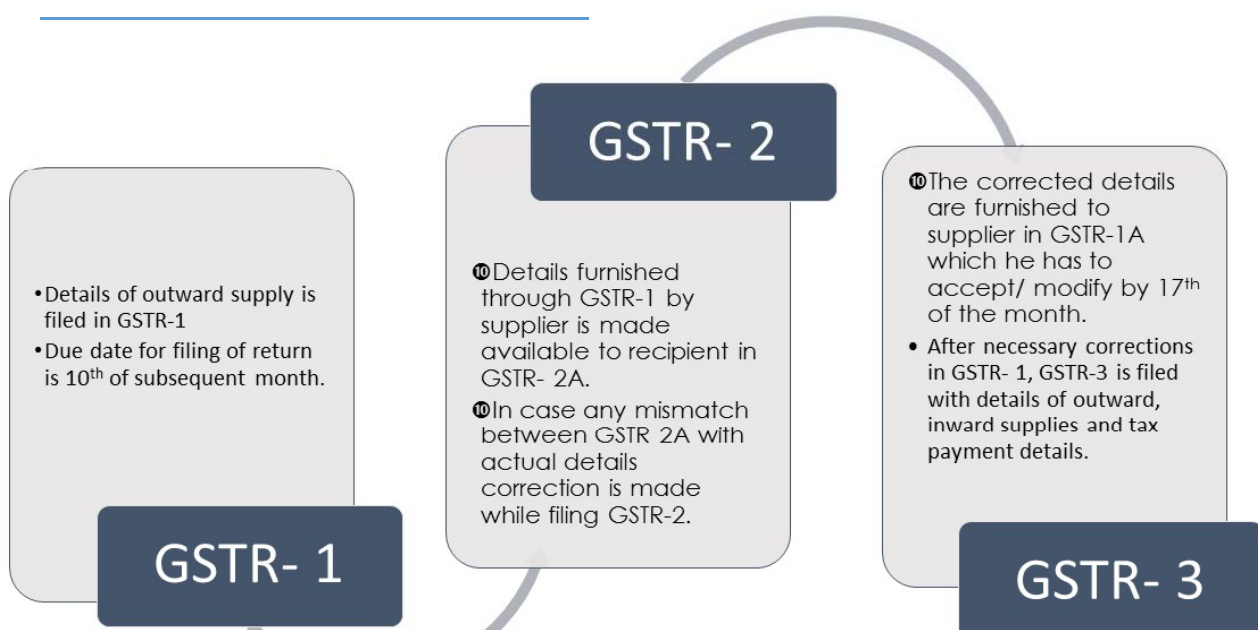 • Details of outward supply is
filed in GSTR-1
• Due date for filing of return
is 10th of subsequent month.
GSTR- 1
GSTR- 2
❿Details furnished
through GSTR-1 by
supplier is made
available to recipient in
GSTR- 2A.
❿In case any mismatch
between GSTR 2A with
actual details
correction is made
while filing GSTR-2.
❿The corrected details
are furnished to
supplier in GSTR-1A
which he has to
accept/ modify by 17th
of the month.
• After necessary corrections
in GSTR- 1, GSTR-3 is filed
with details of outward,
inward supplies and tax
payment details.
GSTR- 3